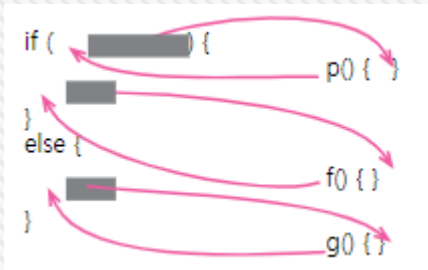 if (        ) {
p() {   }
}
else {
f() { }
}
g() { }